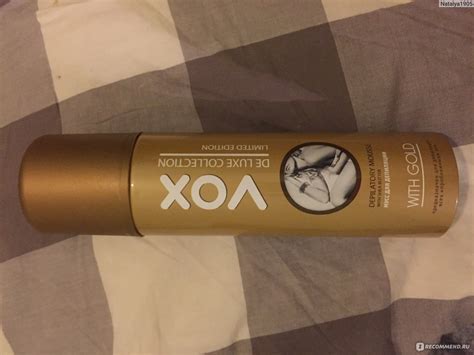 Natalya1905
VOX
DE LUXE COLLECTION
LIMITED EDITION
DEPILATORY MOUSSE
МУСС ДЛЯ ДЕПИЛЯЦИИ
WITH GOLD
IRECOMMEND.RU